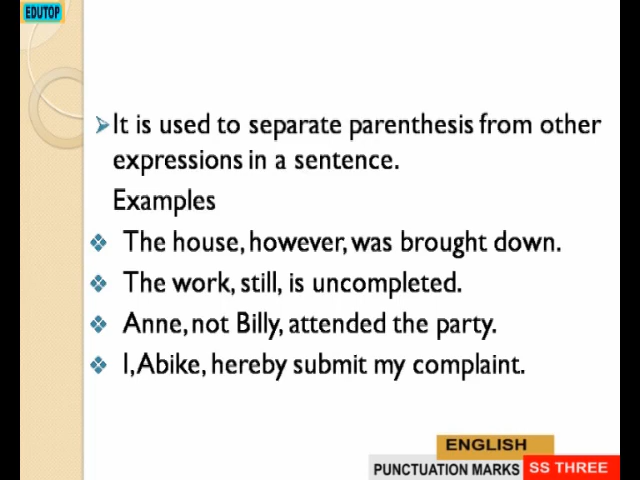 EDUTOP
It is used to separate parenthesis from other
expressions in a sentence.
Examples
The house, however, was brought down.
The work, still, is uncompleted.
Anne, not Billy, attended the party.
I, Abike, hereby submit my complaint.
ENGLISH
PUNCTUATION MARKS SS THREE